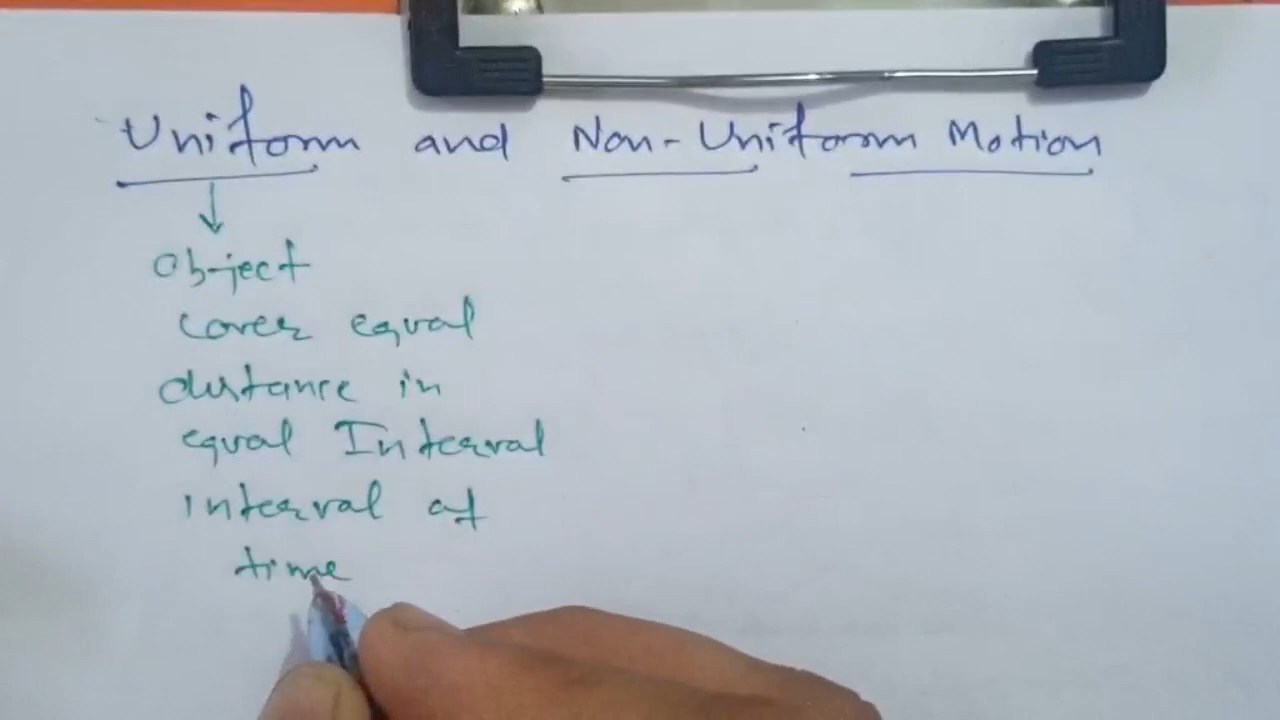 Uniform and Non-Uniform Motion
Object
cover equal
distance in
equal Interval
interval of
time